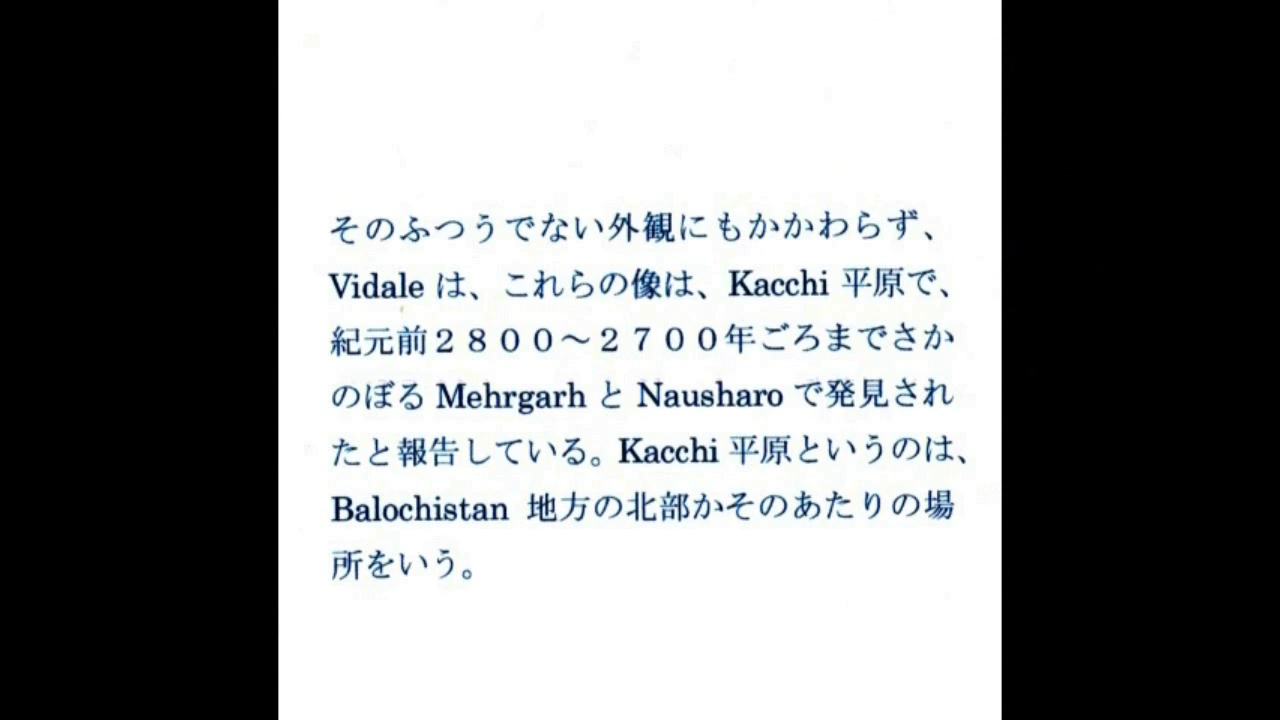 そのふつうでない外観にもかかわらず、
Vidale は、これらの像は、Kacchi 平原で、
紀元前２８００～２７００年ごろまでさか
のぼる Mehrgarh と Nausharo で発見され
たと報告している。Kacchi 平原というのは、
Balochistan 地方の北部かそのあたりの場
所をいう。